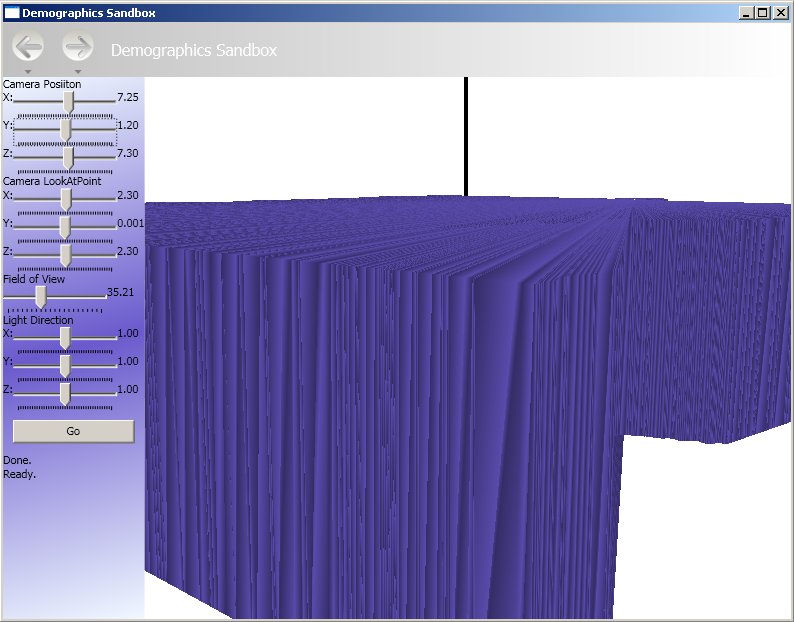 Demographics Sandbox
Demographics Sandbox
Camera Posiiton
X: 7.25
Y: 1.20
Z: 7.30
Camera LookAtPoint
X: 2.30
Y: 0.001
Z: 2.30
Field of View
35.21
Light Direction
X: 1.00
Y: 1.00
Z: 1.00
Go
Done.
Ready.